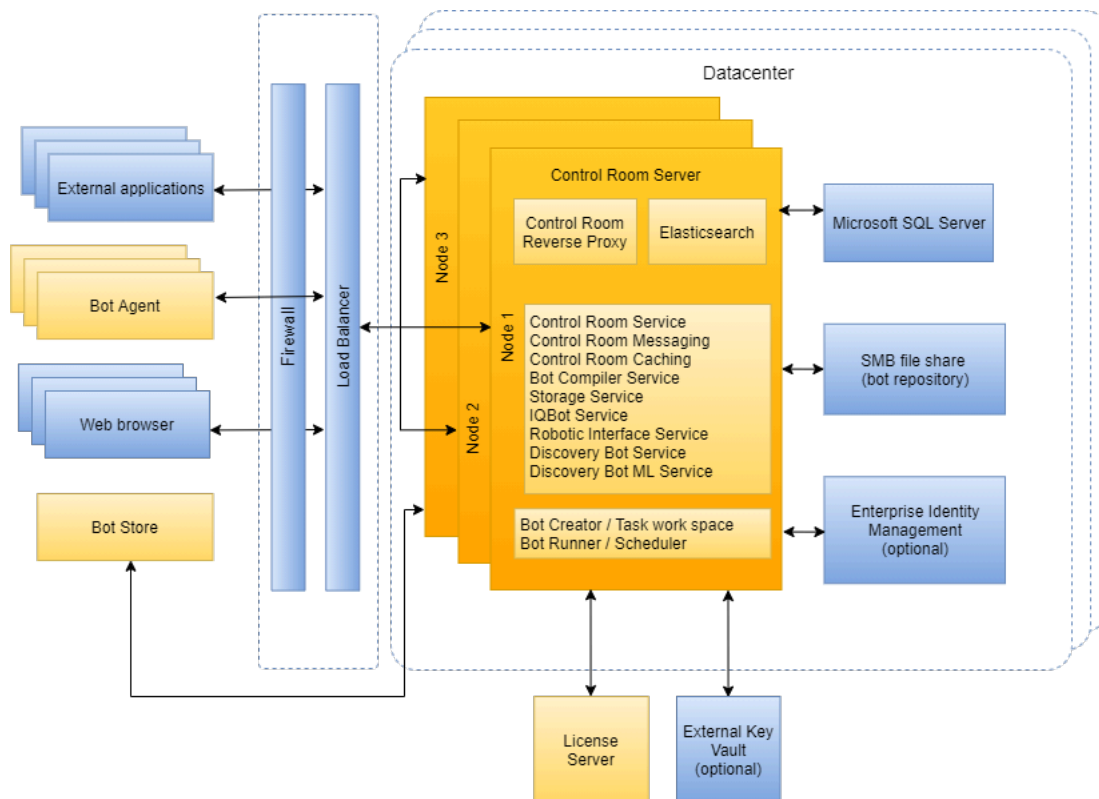 Datacenter
External applications
Bot Agent
Web browser
Bot Store
Firewall
Load Balancer
Node 3
Node 2
Node 1
Control Room Server
Control Room
Reverse Proxy
Elasticsearch
Control Room Service
Control Room Messaging
Control Room Caching
Bot Compiler Service
Storage Service
IQBot Service
Robotic Interface Service
Discovery Bot Service
Discovery Bot ML Service
Bot Creator / Task work space
Bot Runner / Scheduler
Microsoft SQL Server
SMB file share
(bot repository)
Enterprise Identity
Management
(optional)
License
Server
External Key
Vault
(optional)